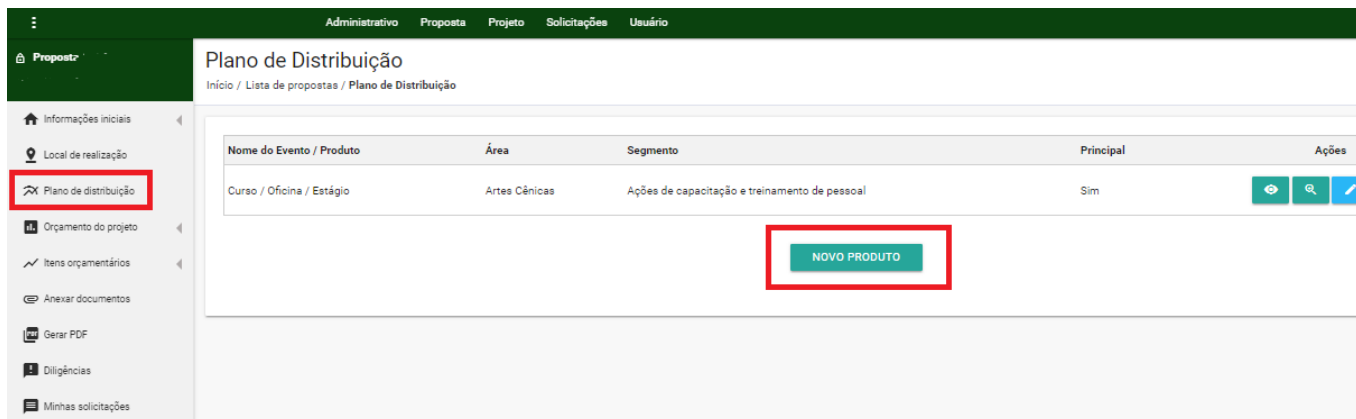 Administrativo Proposta Projeto Solicitações Usuário
Proposta
Plano de Distribuição
Início / Lista de propostas / Plano de Distribuição
Informações iniciais
Local de realização
Plano de distribuição
Orçamento do projeto
Itens orçamentários
Anexar documentos
Gerar PDF
Diligências
Minhas solicitações
Nome do Evento / Produto Área Segmento Principal Ações
Curso / Oficina / Estágio Artes Cênicas Ações de capacitação e treinamento de pessoal Sim
NOVO PRODUTO